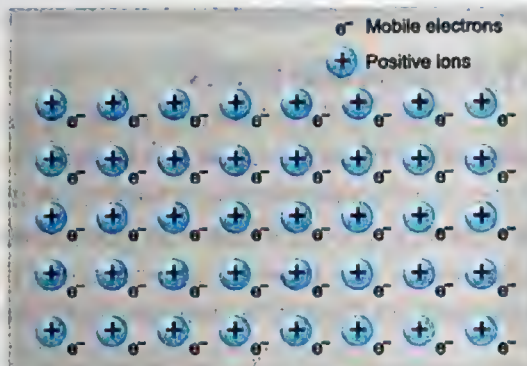 e⁻ Mobile electrons
+ Positive ions
+ + + + + + + +
e⁻ e⁻ e⁻ e⁻ e⁻ e⁻ e⁻ e⁻
+ + + + + + + +
e⁻ e⁻ e⁻ e⁻ e⁻ e⁻ e⁻ e⁻
+ + + + + + + +
e⁻ e⁻ e⁻ e⁻ e⁻ e⁻ e⁻ e⁻
+ + + + + + + +
e⁻ e⁻ e⁻ e⁻ e⁻ e⁻ e⁻ e⁻
+ + + + + + + +
e⁻ e⁻ e⁻ e⁻ e⁻ e⁻ e⁻ e⁻